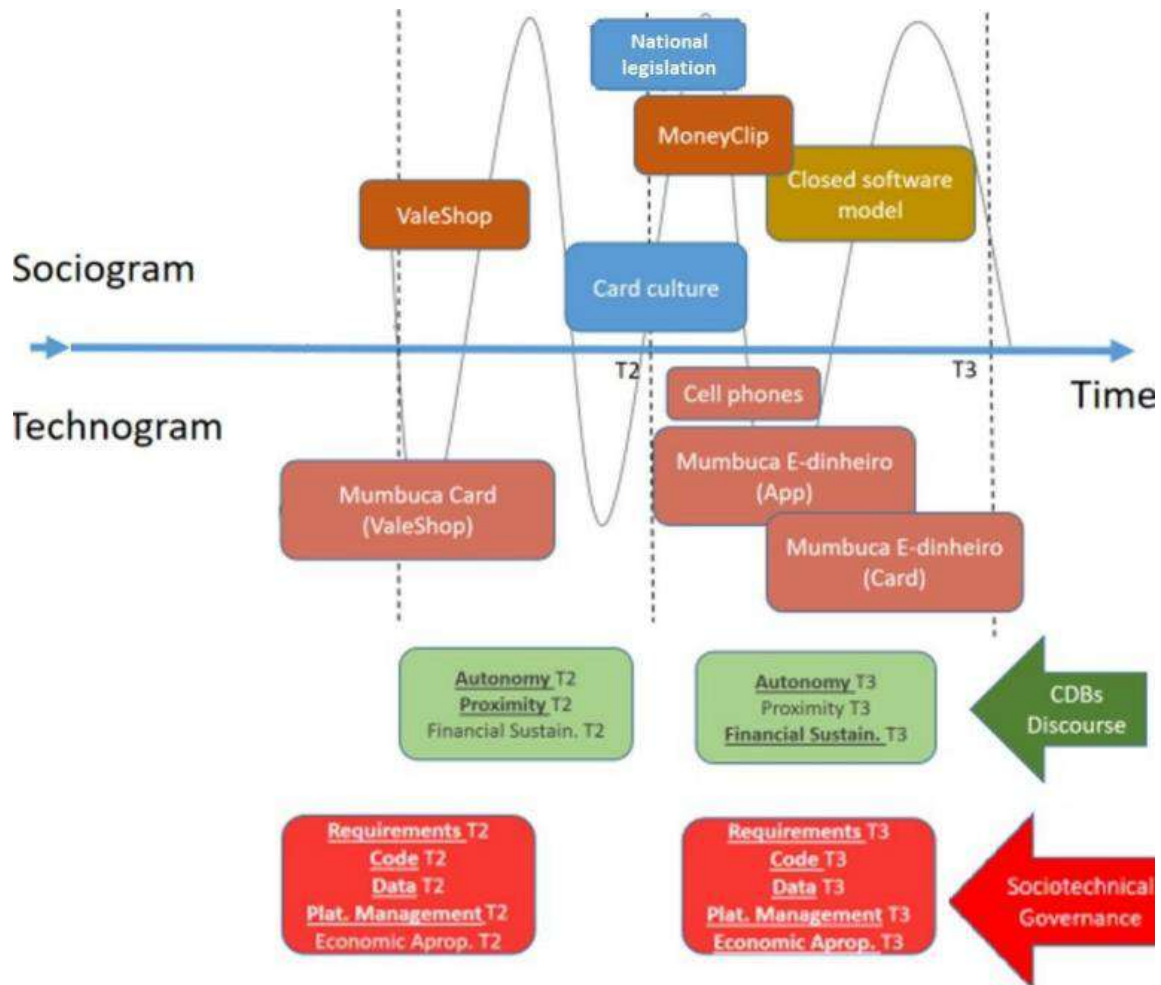 National
legislation
MoneyClip
Closed software
model
ValeShop
Sociogram
Card culture
T2
T3
Time
Technogram
Cell phones
Mumbuca Card
(ValeShop)
Mumbuca E-dinheiro
(App)
Mumbuca E-dinheiro
(Card)
Autonomy T2
Proximity T2
Financial Sustain. T2
Autonomy T3
Proximity T3
Financial Sustain. T3
CDBs
Discourse
Requirements T2
Code T2
Data T2
Plat. Management T2
Economic Aprop. T2
Requirements T3
Code T3
Data T3
Plat. Management T3
Economic Aprop. T3
Sociotechnical
Governance